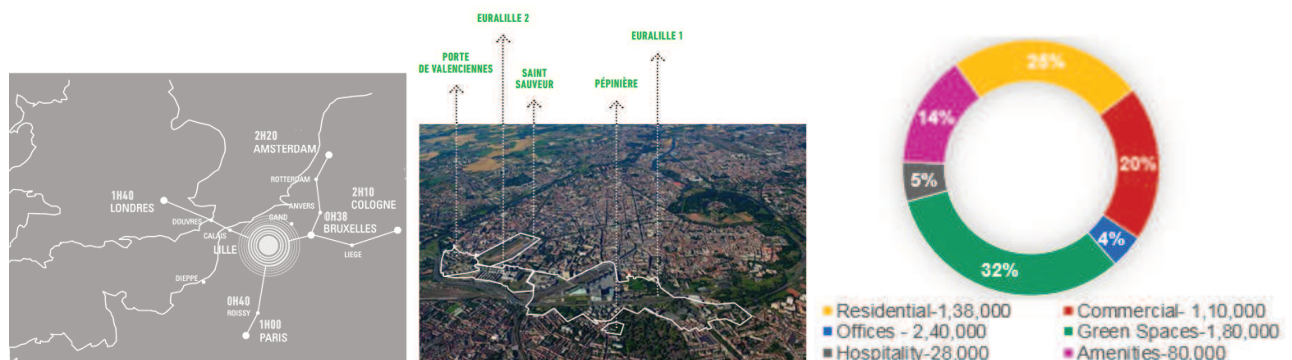 2H20
AMSTERDAM
ROTTERDAM
1H40
LONDRES
ANVERS
2H10
COLOGNE
GAND
0H38
BRUXELLES
DOUVRES
CALAIS
LILLE
LIEGE
DIEPPE
0H40
ROISSY
1H00
PARIS
EURALILLE 2
EURALILLE 1
PORTE
DE VALENCIENNES
SAINT
SAUVEUR
PÉPINIÈRE
25%
20%
4%
32%
5%
14%
Residential-1,38,000
Commercial- 1,10,000
Offices - 2,40,000
Green Spaces-1,80,000
Hospitality-28,000
Amenities-80,000